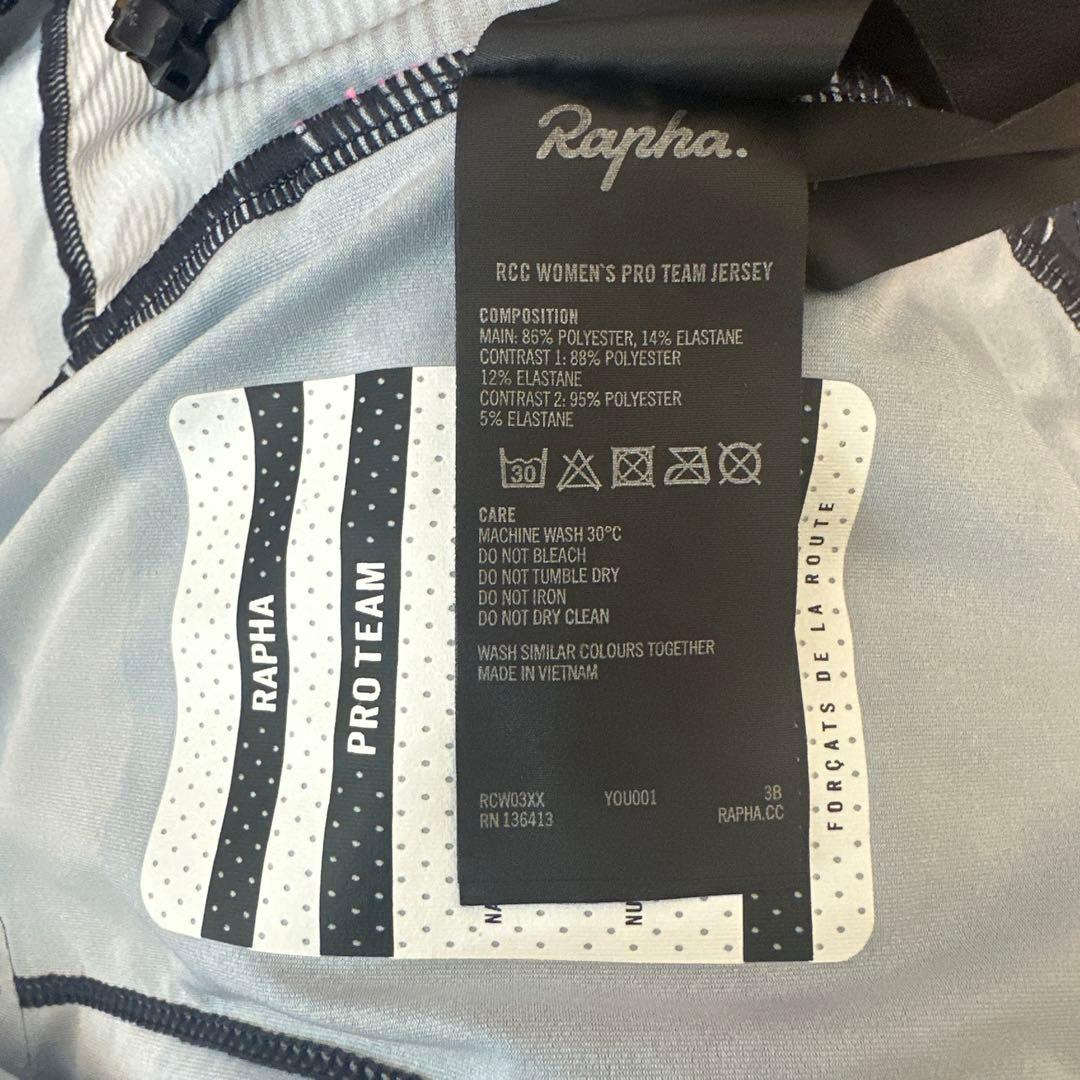 Rapha.
RCC WOMEN'S PRO TEAM JERSEY
COMPOSITION
MAIN: 86% POLYESTER, 14% ELASTANE
CONTRAST 1: 88% POLYESTER
12% ELASTANE
CONTRAST 2: 95% POLYESTER
5% ELASTANE
30
CARE
MACHINE WASH 30°C
DO NOT BLEACH
DO NOT TUMBLE DRY
DO NOT IRON
DO NOT DRY CLEAN
WASH SIMILAR COLOURS TOGETHER
MADE IN VIETNAM
RCW03XX YOU001 3B
RN 136413 RAPHA.CC
RAPHA
PRO TEAM
FORÇATS DE LA ROUTE